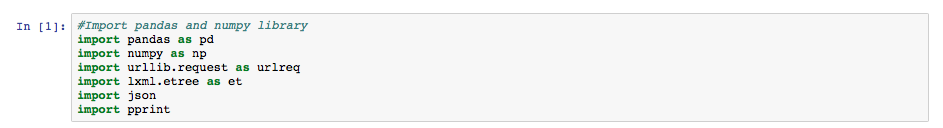 In [1]: #Import pandas and numpy library
import pandas as pd
import numpy as np
import urllib.request as urlreq
import lxml.etree as et
import json
import pprint